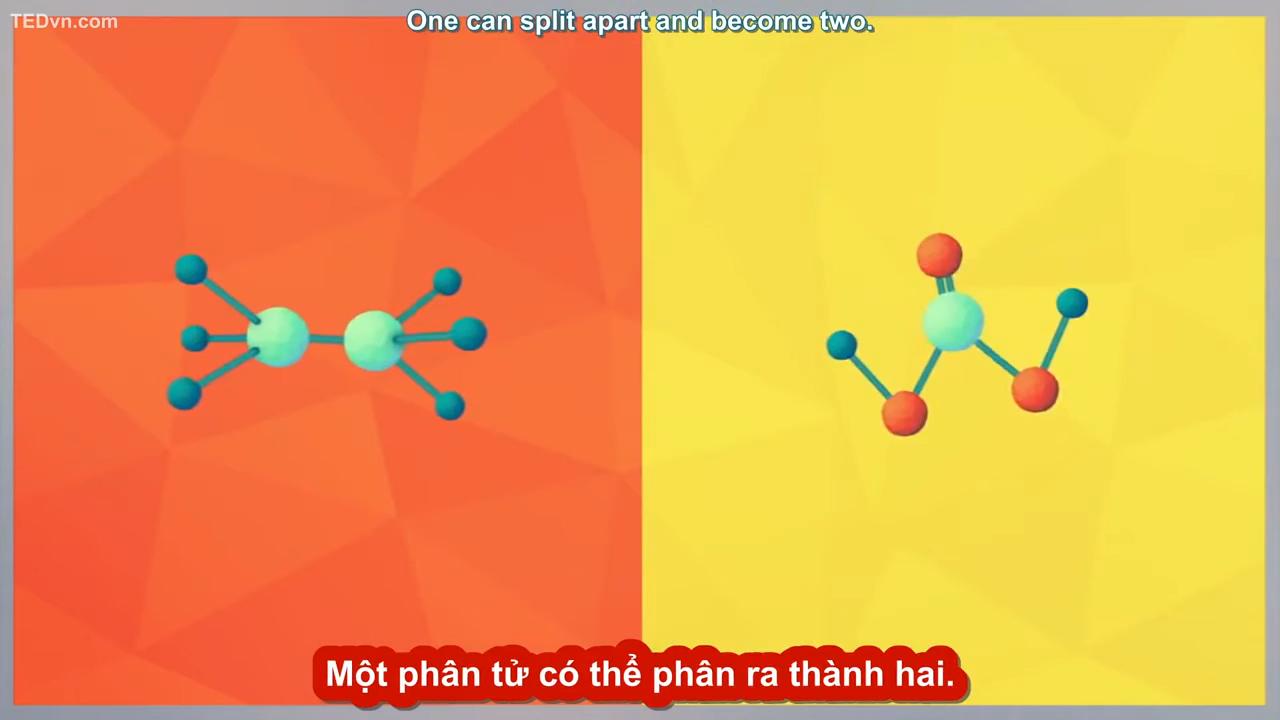 TEDvn.com
One can split apart and become two.
Một phân tử có thể phân ra thành hai.